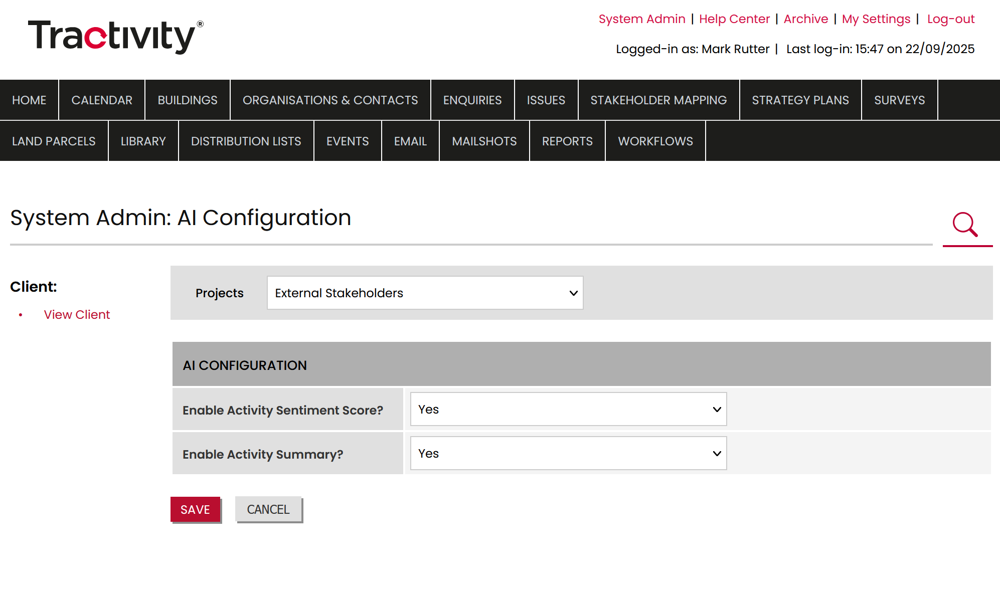 Tractivity®
System Admin | Help Center | Archive | My Settings | Log-out
Logged-in as: Mark Rutter | Last log-in: 15:47 on 22/09/2025
HOME CALENDAR BUILDINGS ORGANISATIONS & CONTACTS ENQUIRIES ISSUES STAKEHOLDER MAPPING STRATEGY PLANS SURVEYS
LAND PARCELS LIBRARY DISTRIBUTION LISTS EVENTS EMAIL MAILSHOTS REPORTS WORKFLOWS
System Admin: AI Configuration
Client:
• View Client
Projects External Stakeholders
AI CONFIGURATION
Enable Activity Sentiment Score? Yes
Enable Activity Summary? Yes
SAVE CANCEL